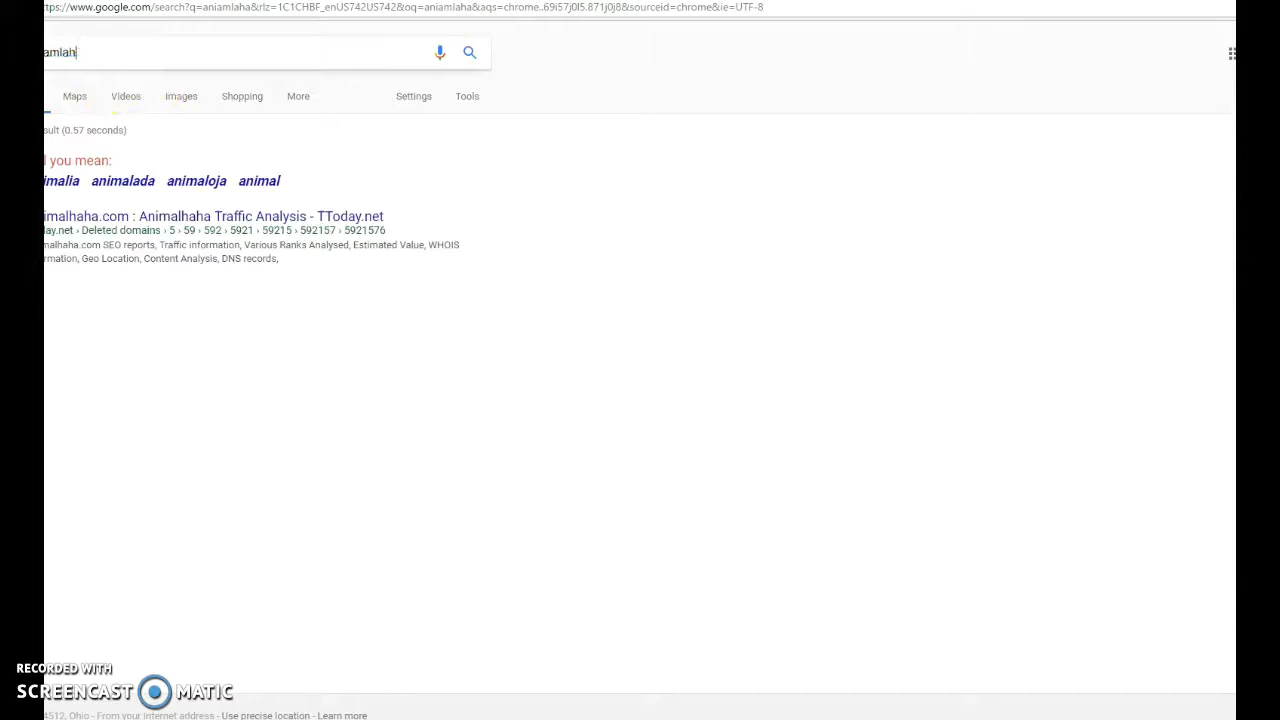 ttps://www.google.com/search?q=aniamlaha&rlz=1C1CHBF_enUS742US742&oq=aniamlaha&aqs=chrome..69i57j0l5.871j0j8&sourceid=chrome&ie=UTF-8
amlah
Maps Videos Images Shopping More Settings Tools
sult (0.57 seconds)
l you mean:
imalia animalada animaloja animal
imalhaha.com : Animalhaha Traffic Analysis - TToday.net
lay.net › Deleted domains › 5 › 59 › 592 › 5921 › 59215 › 592157 › 5921576
malhaha.com SEO reports, Traffic information, Various Ranks Analysed, Estimated Value, WHOIS
rmation, Geo Location, Content Analysis, DNS records,
RECORDED WITH
SCREENCAST MATIC
44512, Ohio - From your Internet address - Use precise location - Learn more